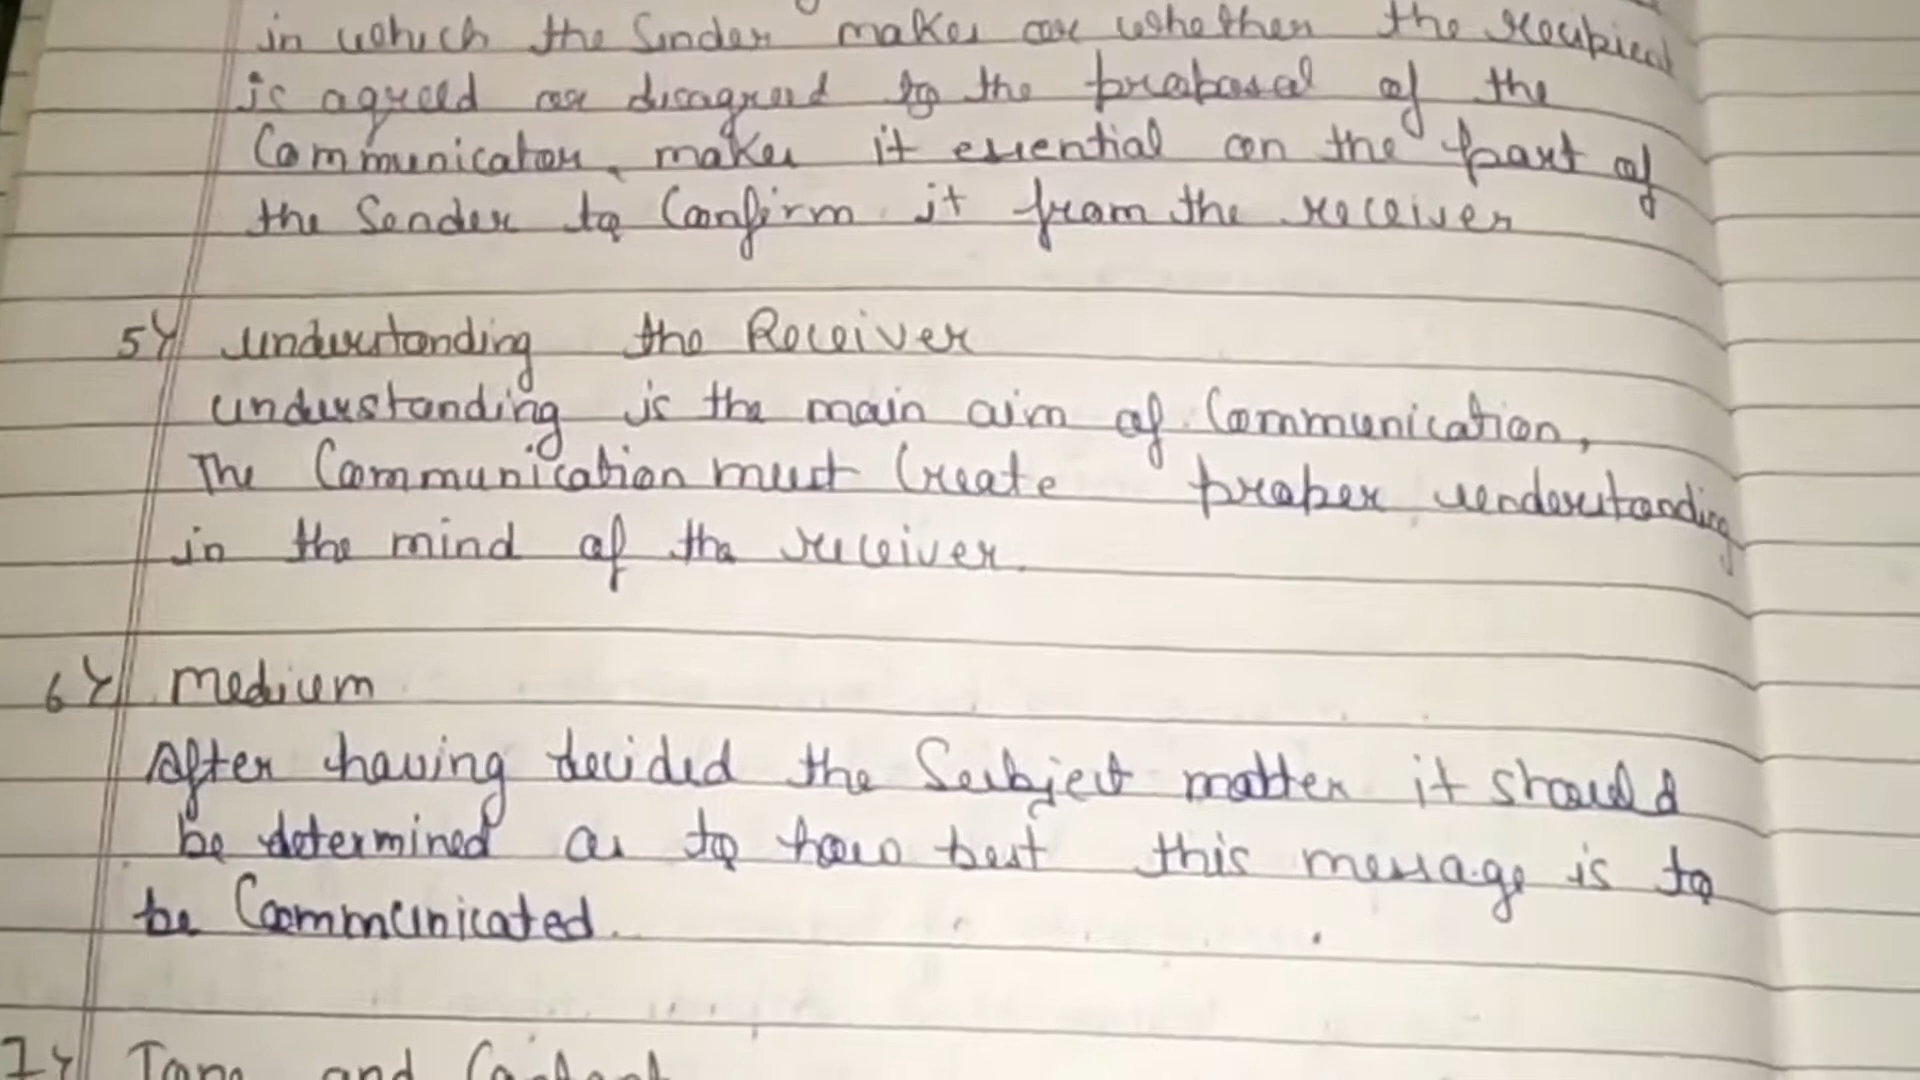 in which the Sender makes or whether the recipient
is agreed or disagreed to the proposal of the
Communicator, makes it essential on the part of
the Sender to Confirm it from the receiver
5) understanding the Receiver
understanding is the main aim of Communication,
The Communication must Create proper understanding
in the mind of the receiver.
6) medium
After having decided the Subject matter it should
be determined as to how best this message is to
be Communicated.
7) Tone and Content